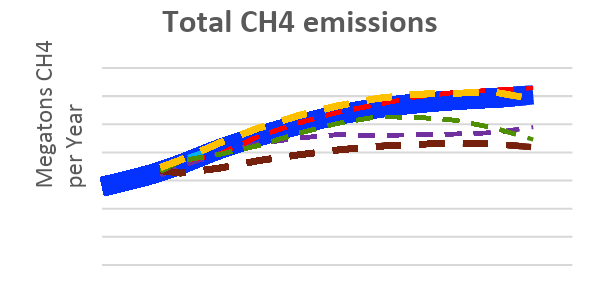 Total CH4 emissions
Megatons CH4
per Year